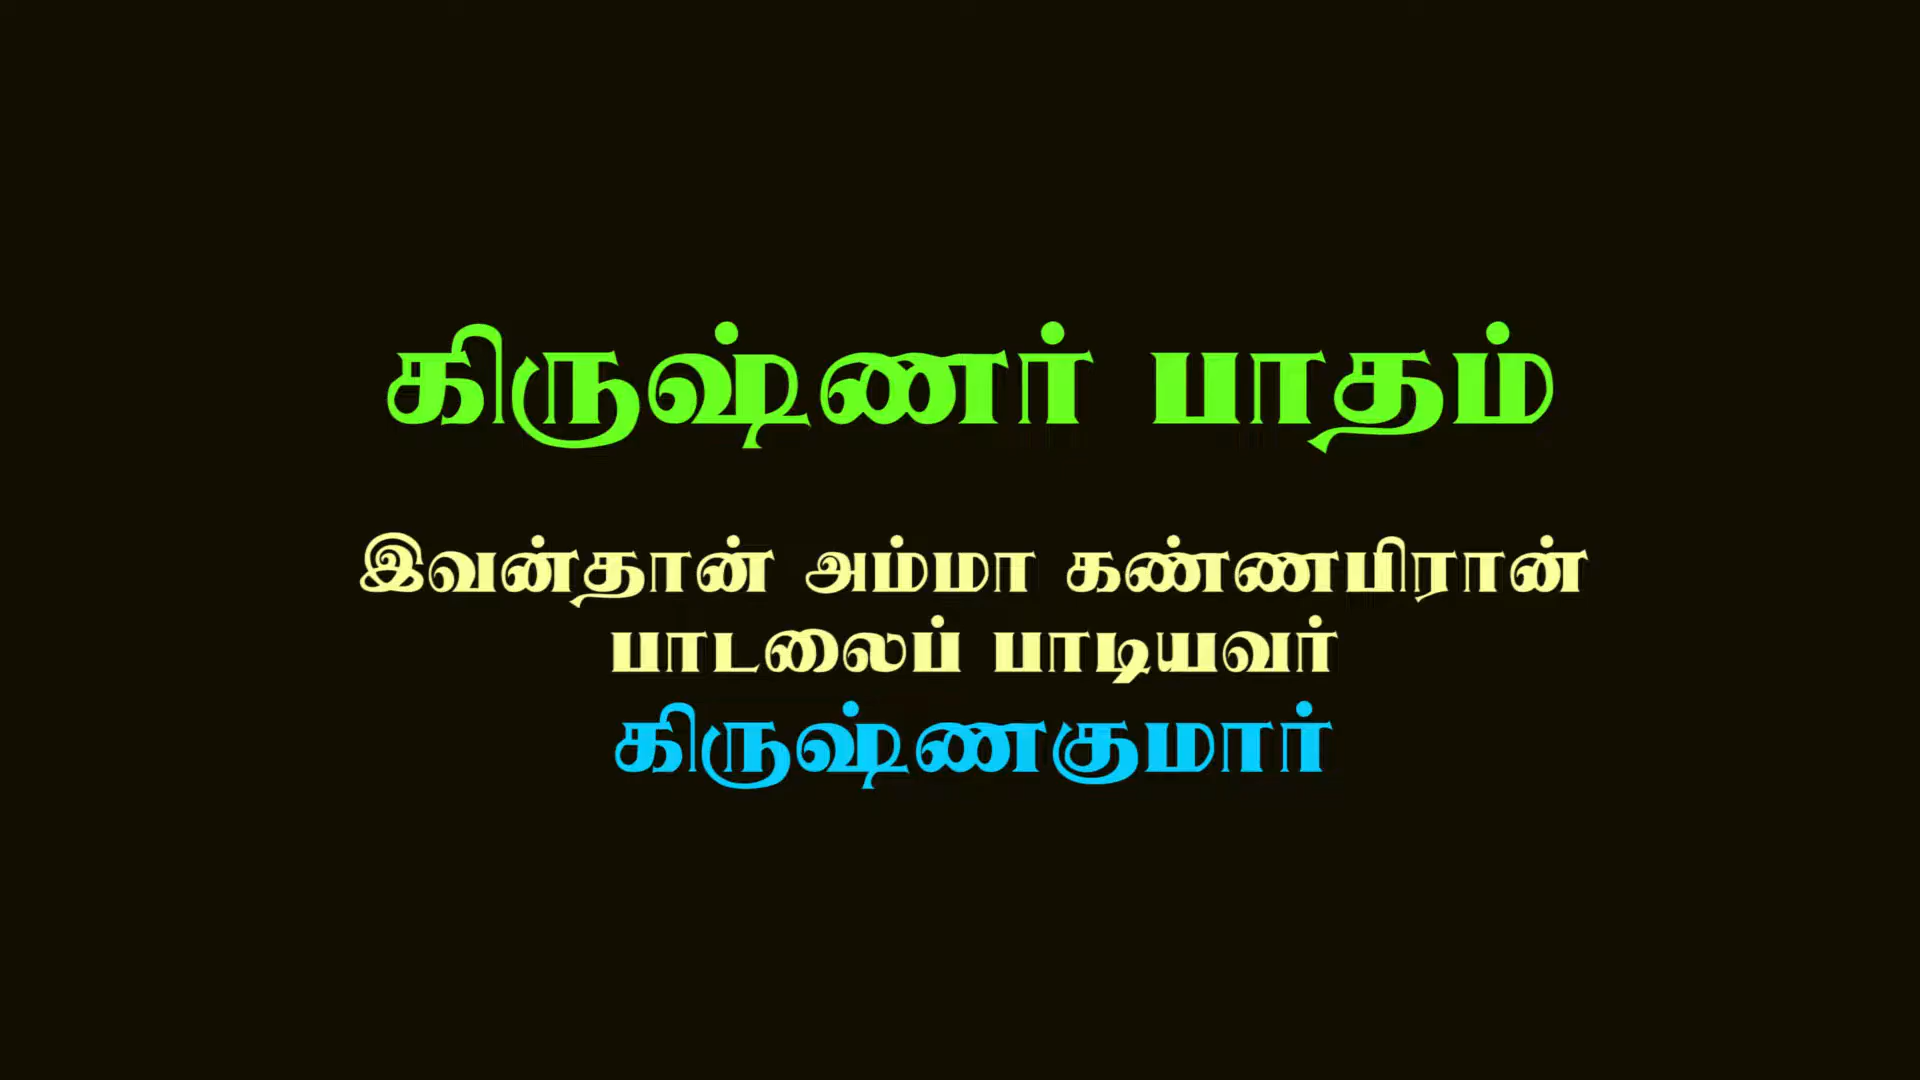 கிருஷ்ணர் பாதம்
இவன்தான் அம்மா கண்ணபிரான்
பாடலைப் பாடியவர்
கிருஷ்ணகுமார்